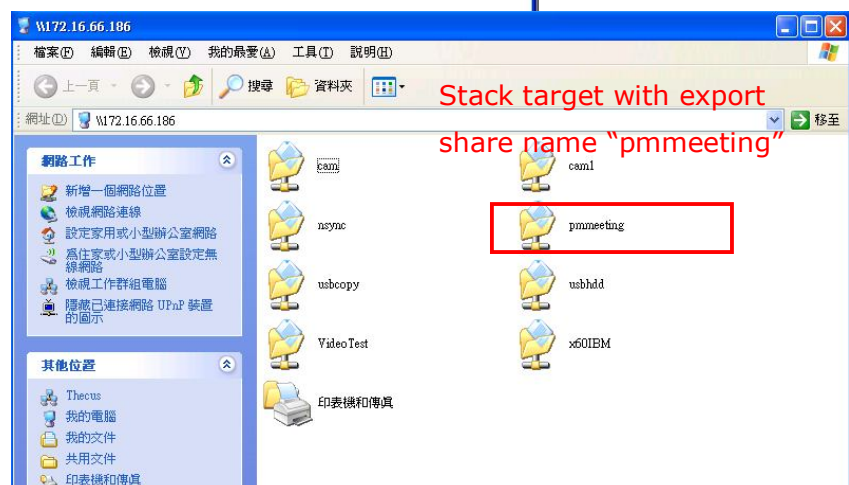 \\172.16.66.186
檔案(F) 編輯(E) 檢視(V) 我的最愛(A) 工具(T) 說明(H)
上一頁 搜尋 資料夾
Stack target with export
share name “pmmeeting”
網址(D) \\172.16.66.186 移至
網路工作
新增一個網路位置
檢視網路連線
設定家用或小型辦公室網路
爲住家或小型辦公室設定無
線網路
檢視工作群組電腦
隱藏已連接網路 UPnP 裝置
的圖示
其他位置
Thecus
我的電腦
我的文件
共用文件
印表機和傳真
cam cam1
nsync pmmeeting
usbcopy usbhdd
VideoTest x60IBM
印表機和傳真